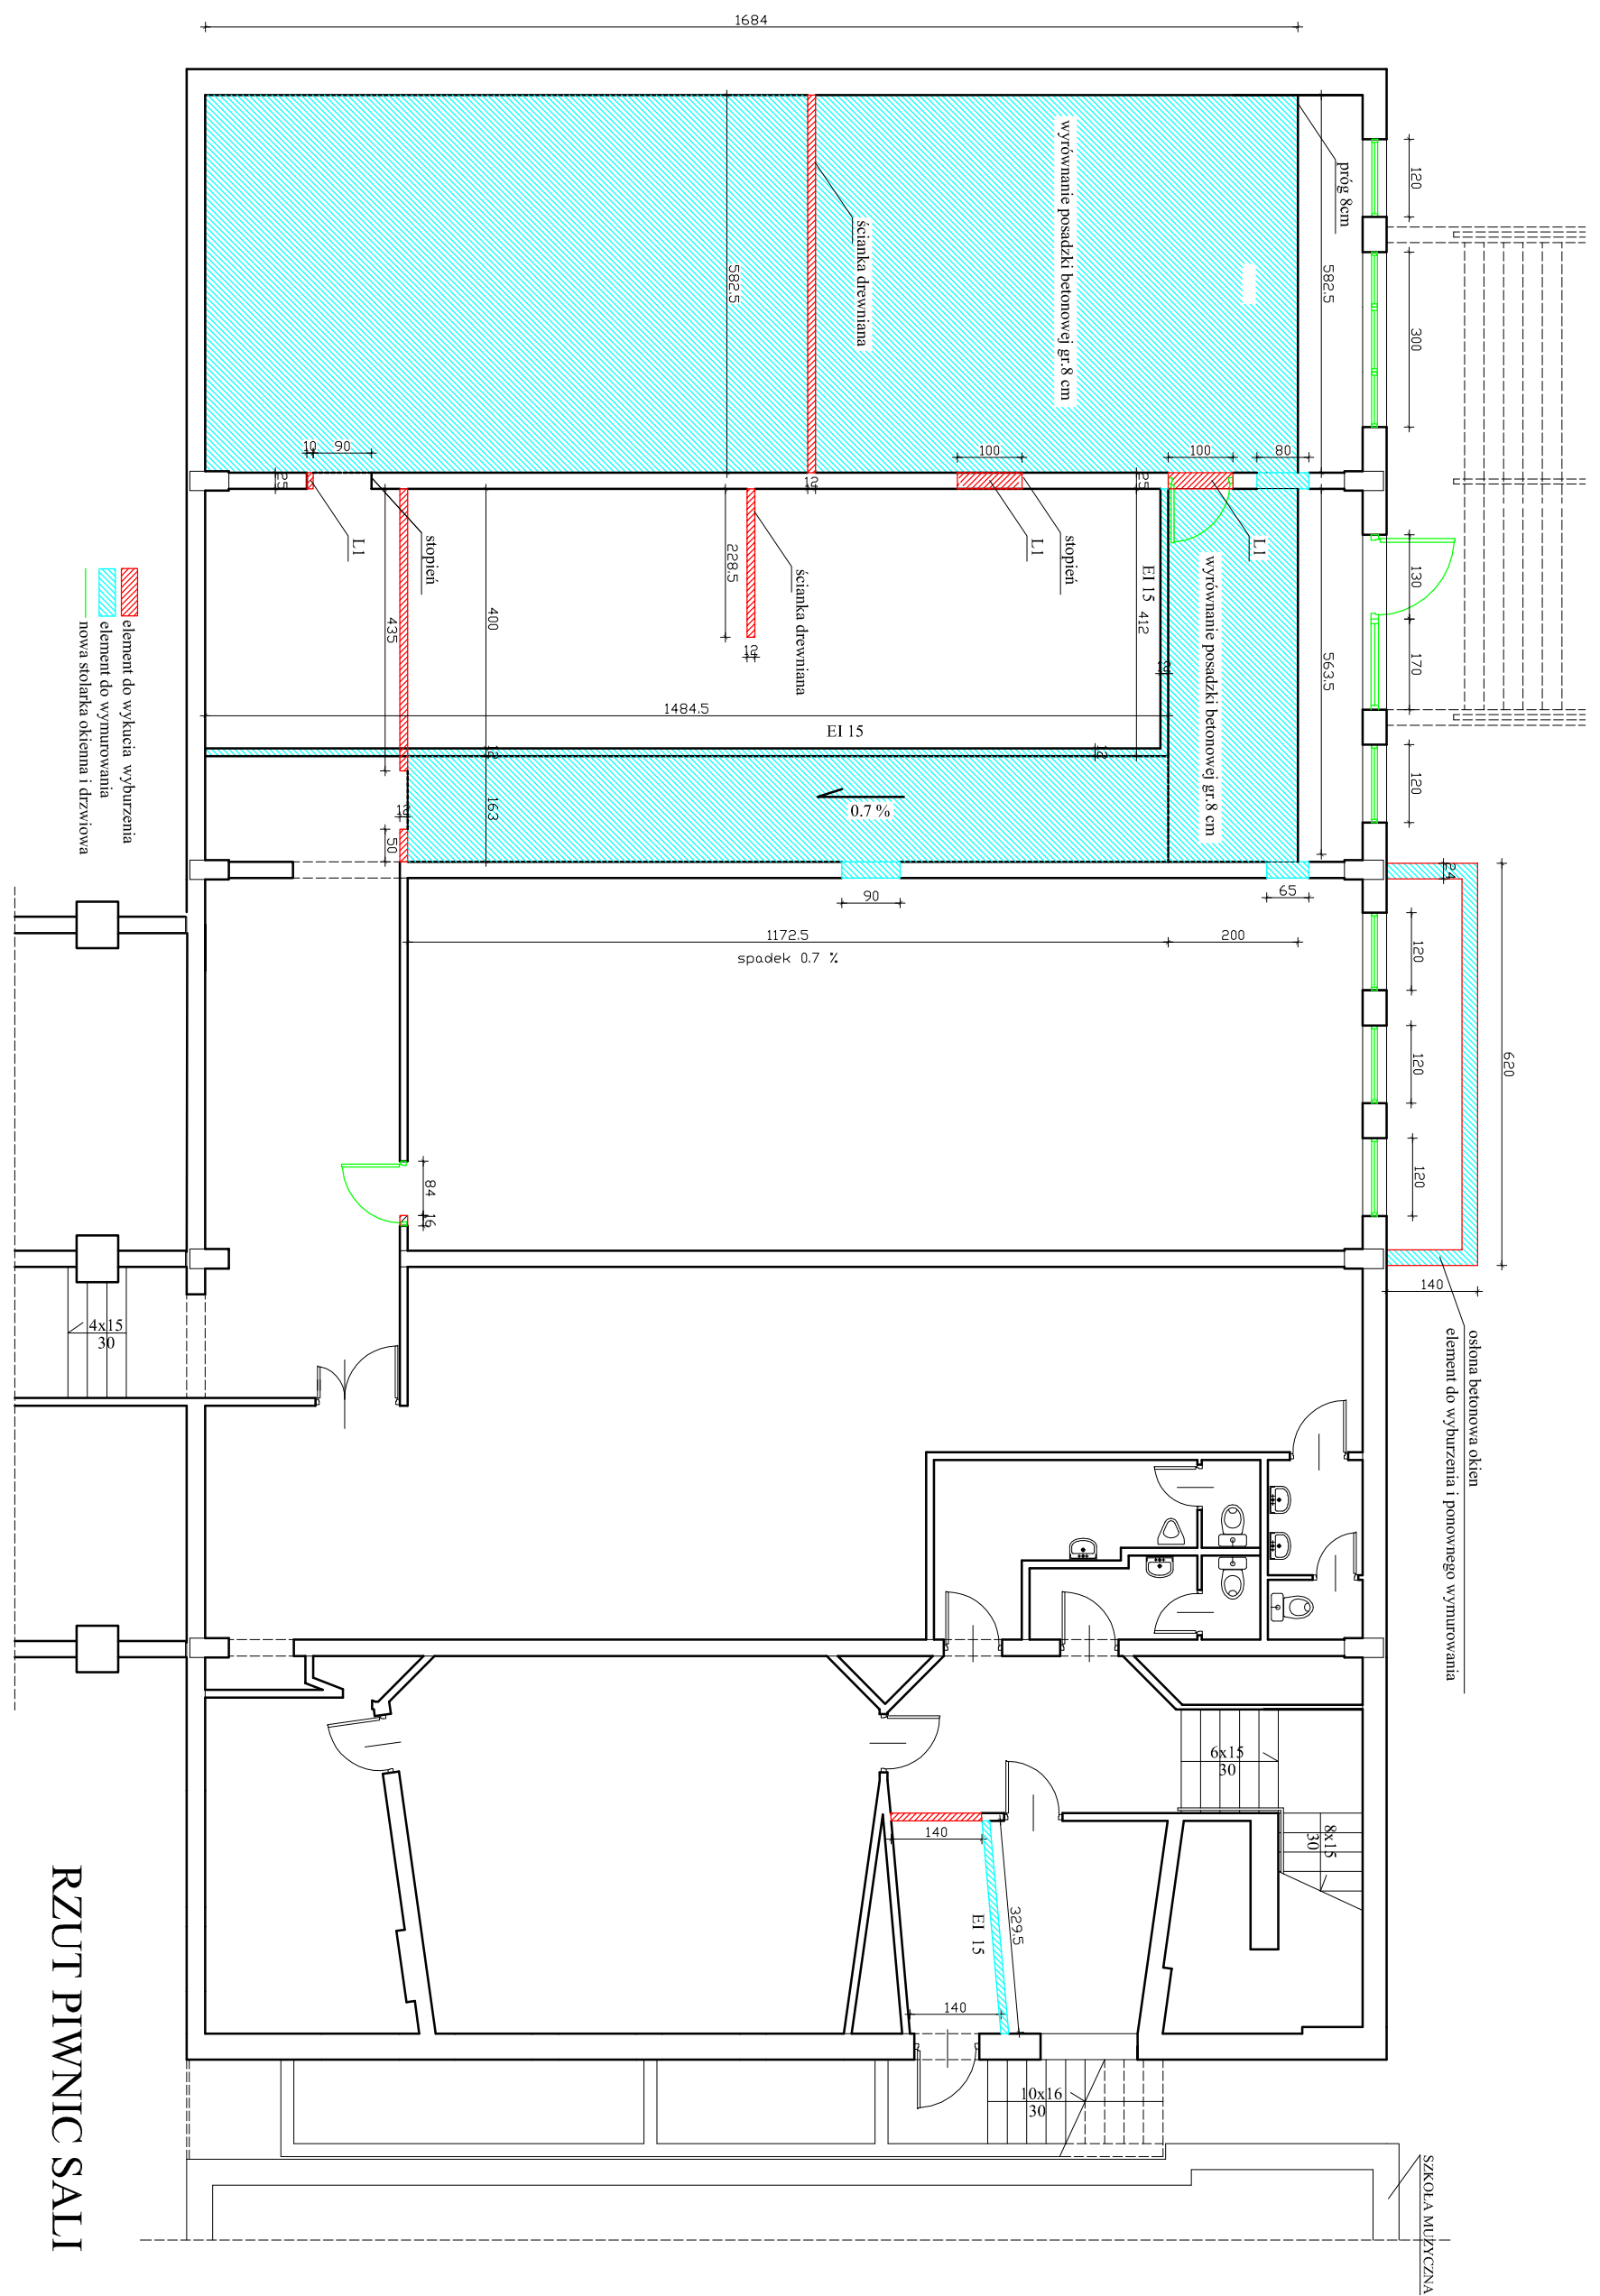 1684
próg 8cm
120
300
130
170
120
582.5
563.5
wyrównanie posadzki betonowej gr.8 cm
ścianka drewniana
582.5
10
90
25
12
100
25
100
80
L1
stopień
435
400
228.5
12
ścianka drewniana
L1
stopień
EI 15
412
L1
wyrównanie posadzki betonowej gr.8 cm
12
1484.5
EI 15
12
12
163
12
50
0.7 %
90
65
24
1172.5
200
spadek 0.7 %
120
120
120
620
140
84
16
osłona betonowa okien
element do wyburzenia i ponownego wymurowania
4x15
30
6x15
30
8x15
30
140
329.5
EI 15
140
10x16
30
SZKOŁA MUZYCZNA
element do wykucia wyburzenia
element do wymurowania
nowa stolarka okienna i drzwiowa
RZUT PIWNIC SALI